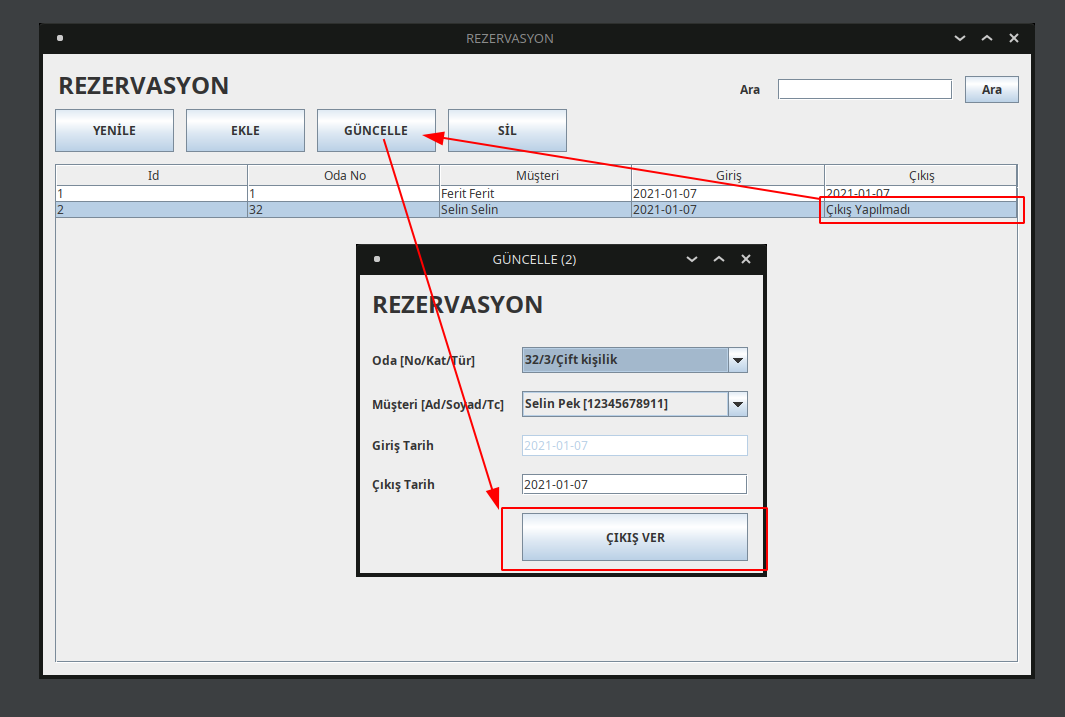 REZERVASYON
REZERVASYON
Ara
Ara
YENİLE EKLE GÜNCELLE SİL
Id Oda No Müşteri Giriş Çıkış
1 1 Ferit Ferit 2021-01-07 2021-01-07
2 32 Selin Selin 2021-01-07 Çıkış Yapılmadı
GÜNCELLE (2)
REZERVASYON
Oda [No/Kat/Tür] 32/3/Çift kişilik
Müşteri [Ad/Soyad/Tc] Selin Pek [12345678911]
Giriş Tarih 2021-01-07
Çıkış Tarih 2021-01-07
ÇIKIŞ VER